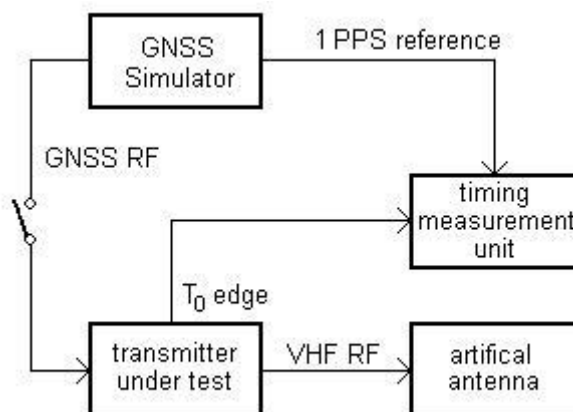 GNSS
Simulator
1 PPS reference
GNSS RF
timing
measurement
unit
T₀ edge
transmitter
under test
VHF RF
artifical
antenna